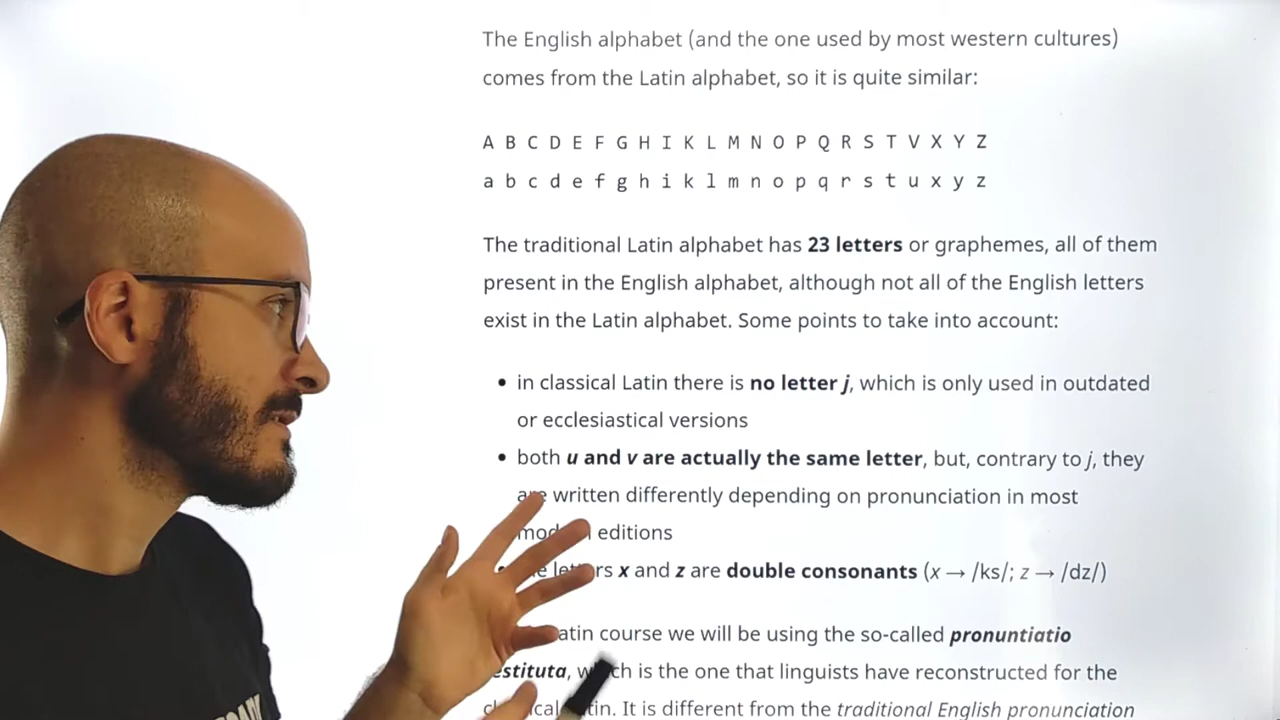 The English alphabet (and the one used by most western cultures)
comes from the Latin alphabet, so it is quite similar:
A B C D E F G H I K L M N O P Q R S T V X Y Z
a b c d e f g h i k l m n o p q r s t u x y z
The traditional Latin alphabet has 23 letters or graphemes, all of them
present in the English alphabet, although not all of the English letters
exist in the Latin alphabet. Some points to take into account:
• in classical Latin there is no letter j, which is only used in outdated
or ecclesiastical versions
• both u and v are actually the same letter, but, contrary to j, they
are written differently depending on pronunciation in most
editions
x and z are double consonants (x → /ks/; z → /dz/)
course we will be using the so-called pronuntiatio
is the one that linguists have reconstructed for the
It is different from the traditional English pronunciation